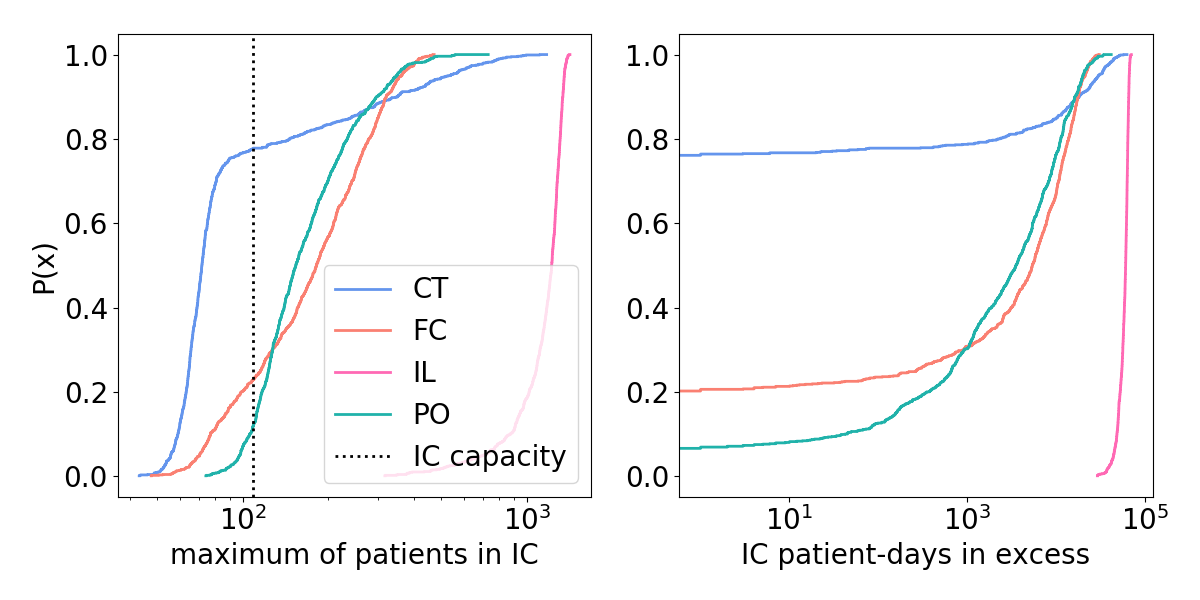 1.0
0.8
0.6
0.4
0.2
0.0
P(x)
10²
10³
maximum of patients in IC
CT
FC
IL
PO
IC capacity
1.0
0.8
0.6
0.4
0.2
0.0
10¹
10³
10⁵
IC patient-days in excess